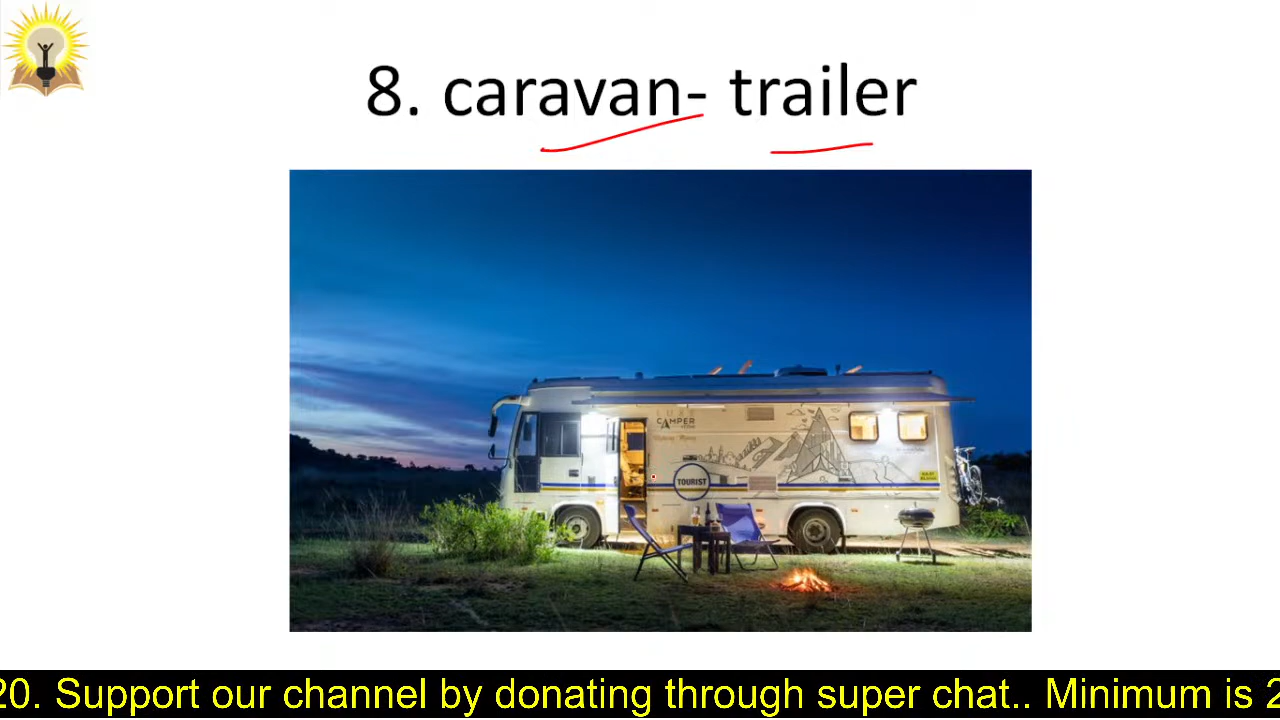 8. caravan- trailer
CAMPER
TOURIST
20. Support our channel by donating through super chat.. Minimum is 2